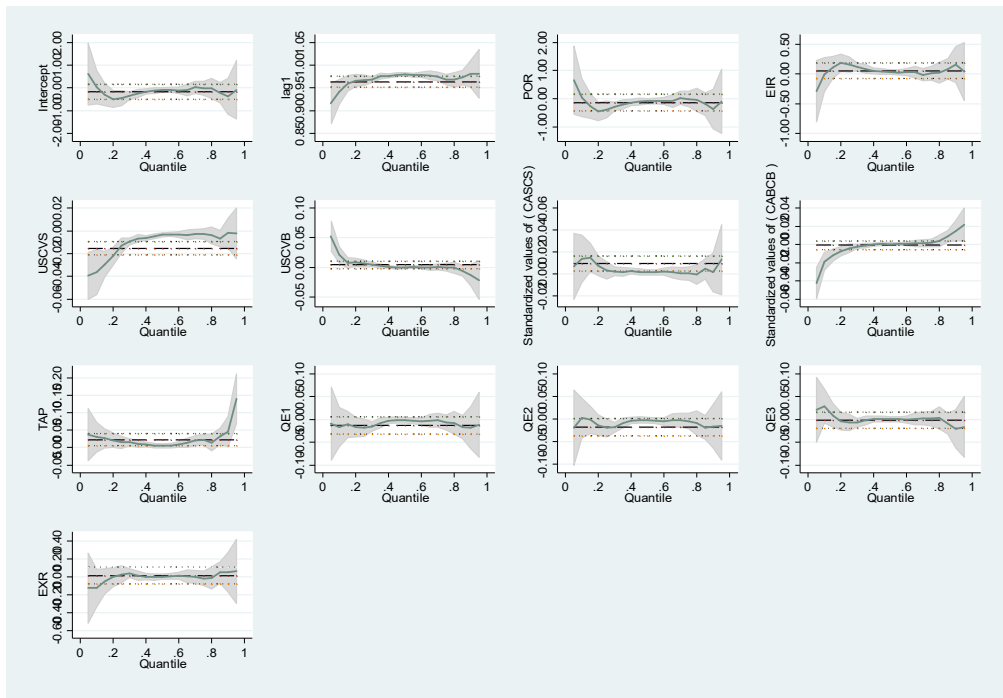 Intercept
0 .2 .4 .6 .8 1
Quantile
lag1
0 .2 .4 .6 .8 1
Quantile
POR
-1.00 0.00 1.00 2.00
0 .2 .4 .6 .8 1
Quantile
EIR
-1.00 -0.50 0.00 0.50
0 .2 .4 .6 .8 1
Quantile
USCVS
0 .2 .4 .6 .8 1
Quantile
USCVB
-0.05 0.00 0.05 0.10
0 .2 .4 .6 .8 1
Quantile
Standardized values of ( CASCS)
0 .2 .4 .6 .8 1
Quantile
Standardized values of ( CABCB )
0 .2 .4 .6 .8 1
Quantile
TAP
0 .2 .4 .6 .8 1
Quantile
QE1
0 .2 .4 .6 .8 1
Quantile
QE2
0 .2 .4 .6 .8 1
Quantile
QE3
0 .2 .4 .6 .8 1
Quantile
EXR
0 .2 .4 .6 .8 1
Quantile